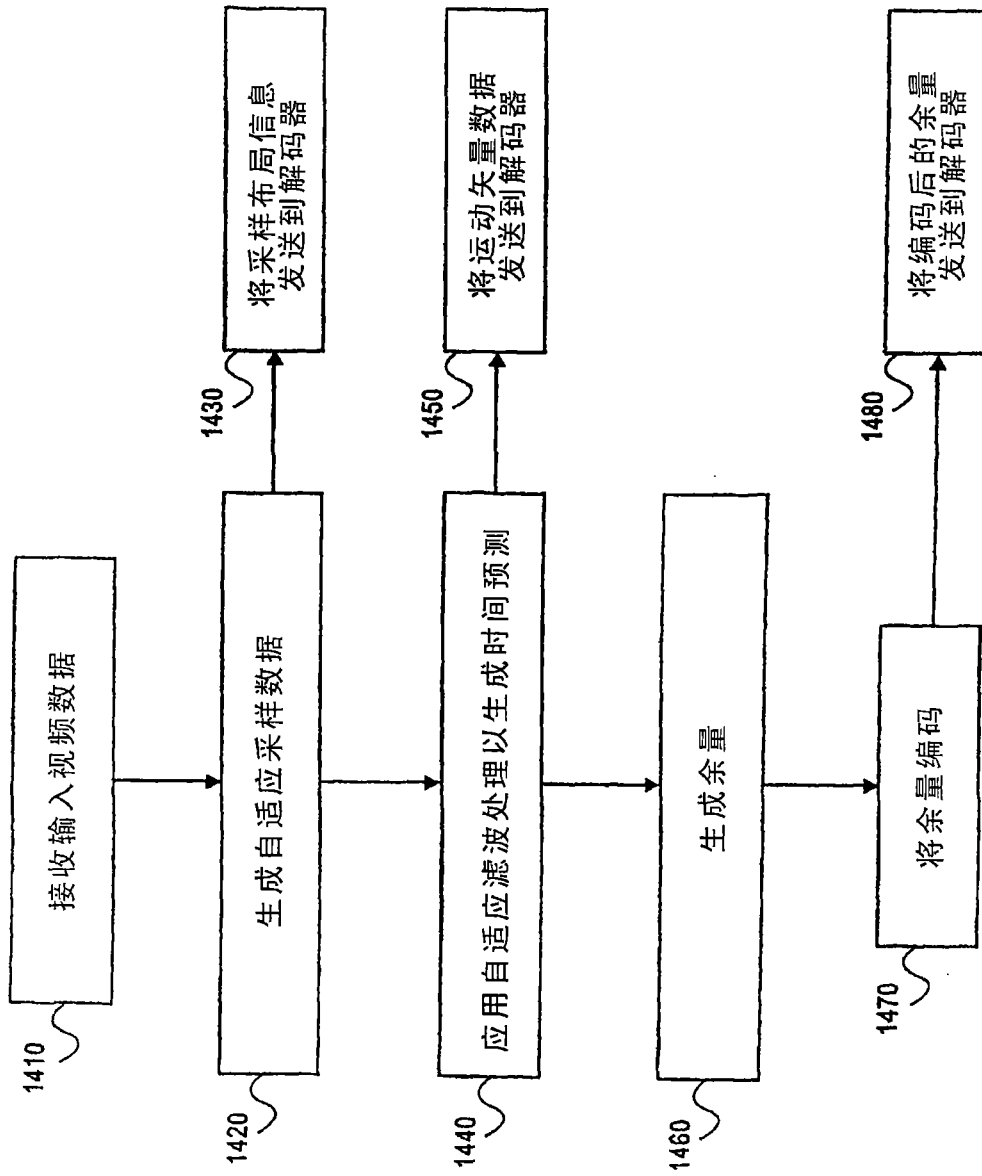 1410
接收输入视频数据
1420
生成自适应采样数据
1430
将采样布局信息
发送到解码器
1440
应用自适应滤波处理以生成时间预测
1450
将运动矢量数据
发送到解码器
1460
生成余量
1470
将余量编码
1480
将编码后的余量
发送到解码器